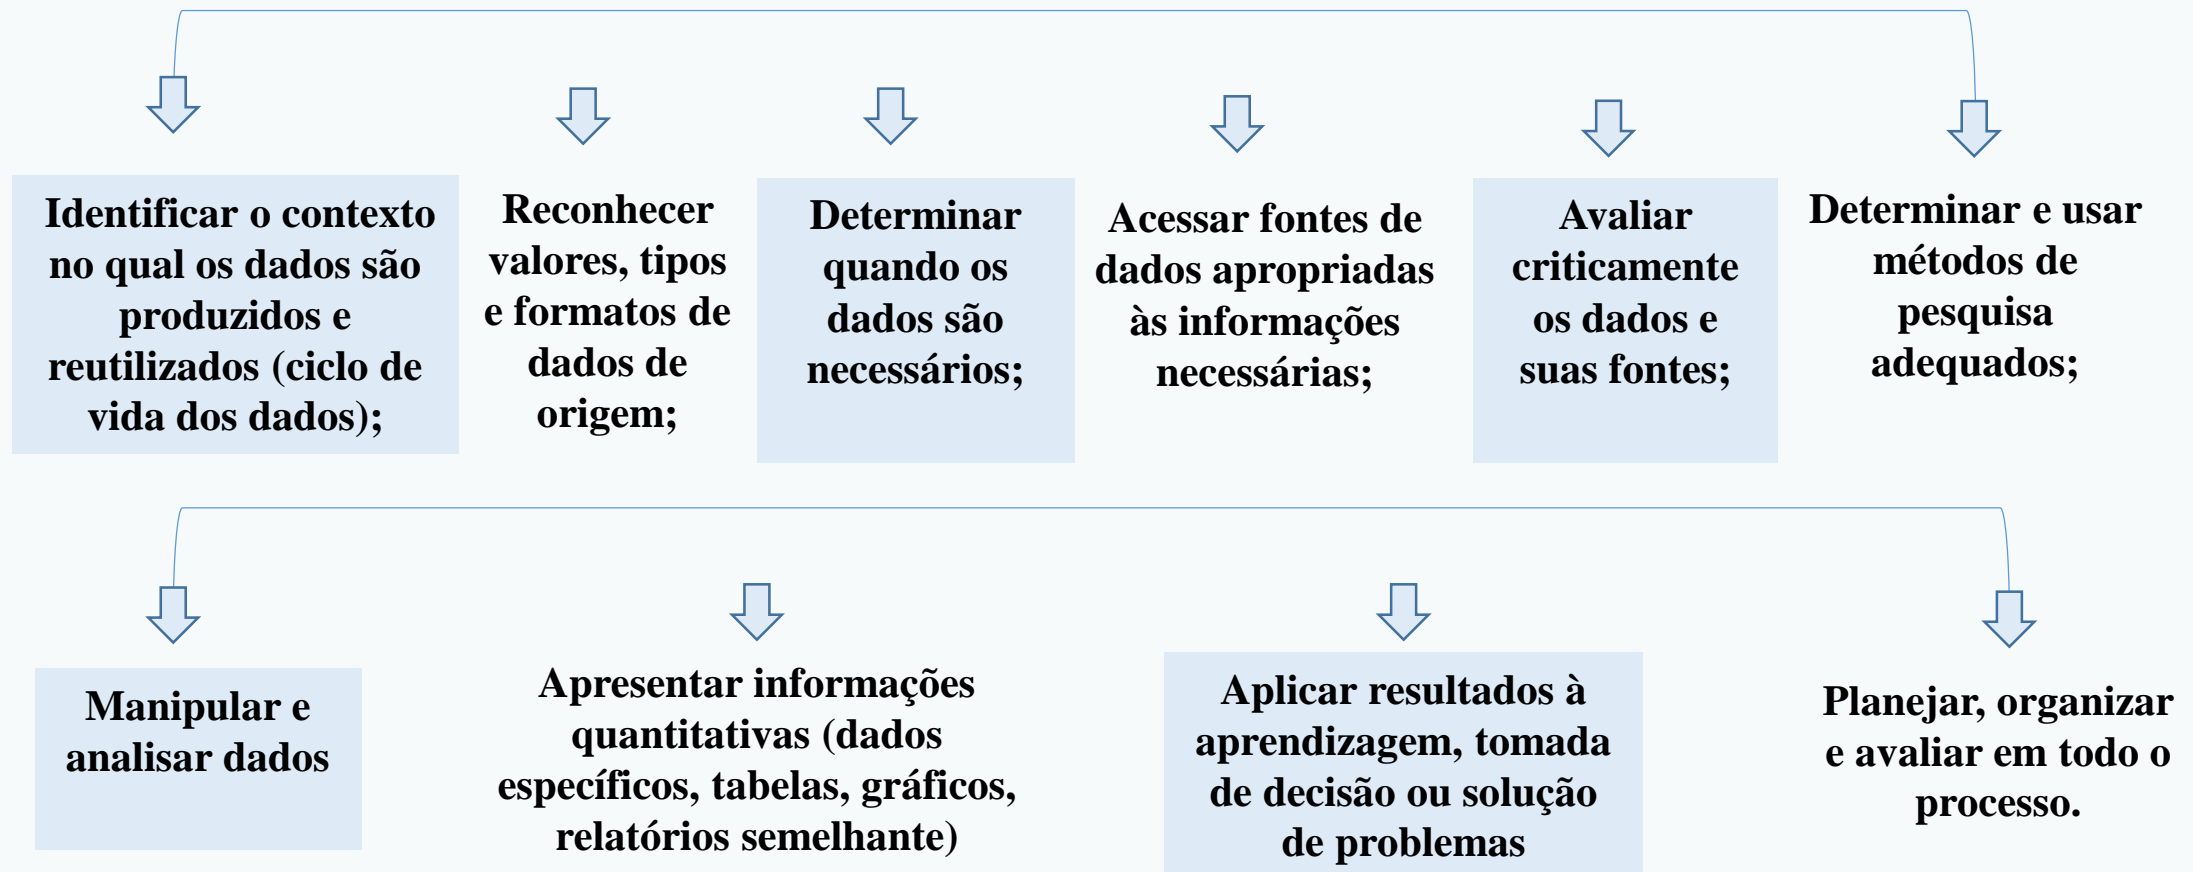 Identificar o contexto
no qual os dados são
produzidos e
reutilizados (ciclo de
vida dos dados);
Reconhecer
valores, tipos
e formatos de
dados de
origem;
Determinar
quando os
dados são
necessários;
Acessar fontes de
dados apropriadas
às informações
necessárias;
Avaliar
criticamente
os dados e
suas fontes;
Determinar e usar
métodos de
pesquisa
adequados;
Manipular e
analisar dados
Apresentar informações
quantitativas (dados
específicos, tabelas, gráficos,
relatórios semelhante)
Aplicar resultados à
aprendizagem, tomada
de decisão ou solução
de problemas
Planejar, organizar
e avaliar em todo o
processo.